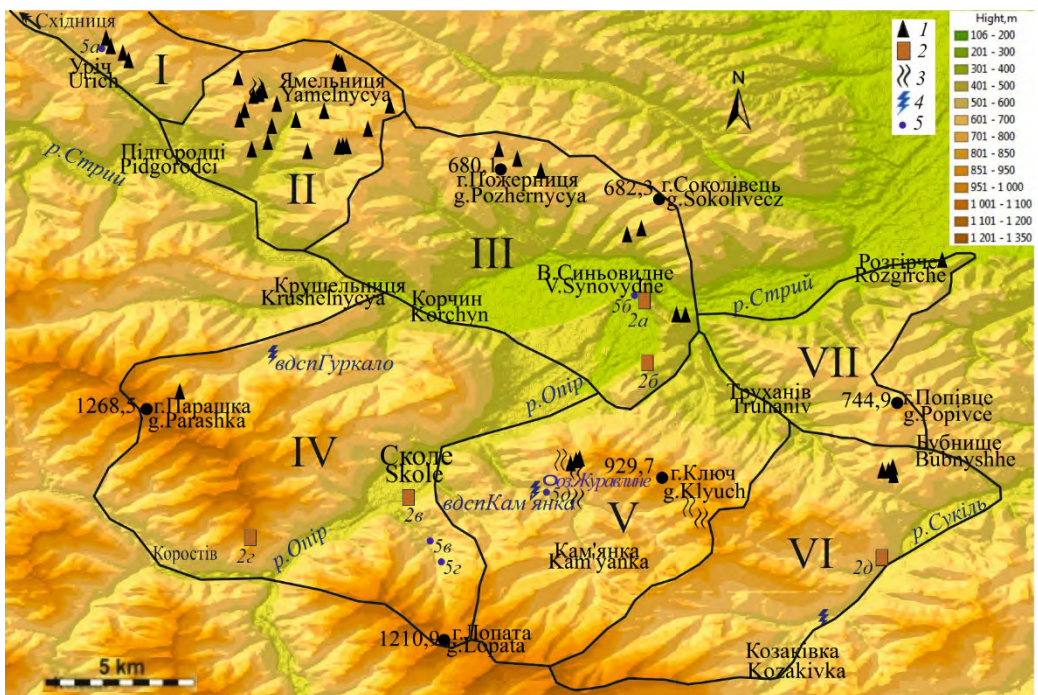 Східниця
5а
Уріч
Urich
I
Ямельниця
Yamelnycya
Підгородці
Pidgorodci
р.Стрий
II
680,1
г.Пожерниця
g.Pozhernycya
682,3
г.Соколівець
g.Sokolivecz
III
N
1
2
3
4
5
Hight,m
106 - 200
201 - 300
301 - 400
401 - 500
501 - 600
601 - 700
701 - 800
801 - 850
851 - 950
951 - 1 000
1 001 - 1 100
1 101 - 1 200
1 201 - 1 350
Розгірче
Rozgirche
Крушельниця
Krushelnycya
Корчин
Korchyn
В.Синьовидне
V.Synovydne
5б
2а
р.Стрий
2б
VII
вдспГуркало
р.Опір
Труханів
Truhaniv
1268,5
г.Парашка
g.Parashka
744,9
г.Попівце
g.Popivce
IV
Сколе
Skole
Бубнище
Bubnyshhe
929,7
г.Ключ
g.Klyuch
оз.Журавлине
вдспКам'янка
V
2в
5в
5г
Коростів
2г
р.Опір
Кам'янка
Kam'yanka
VI
р.Сукіль
2д
1210,9
г.Лопата
g.Lopata
Козаківка
Kozakivka
5 km